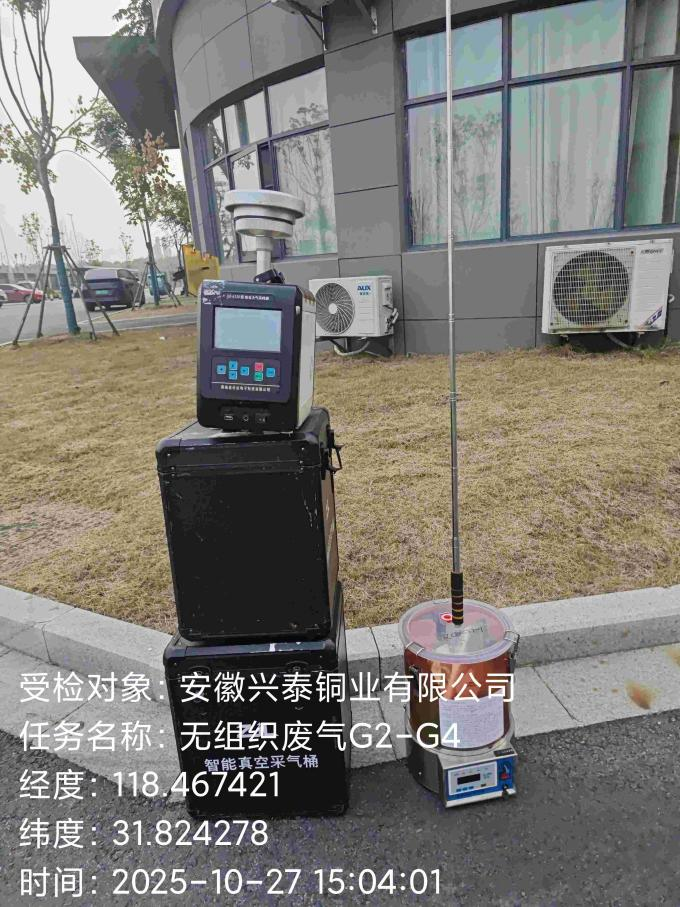 AUX
受检对象：安徽兴泰铜业有限公司
任务名称：无组织废气G2-G4
智能真空采气桶
经度：118.467421
纬度：31.824278
时间：2025-10-27 15:04:01